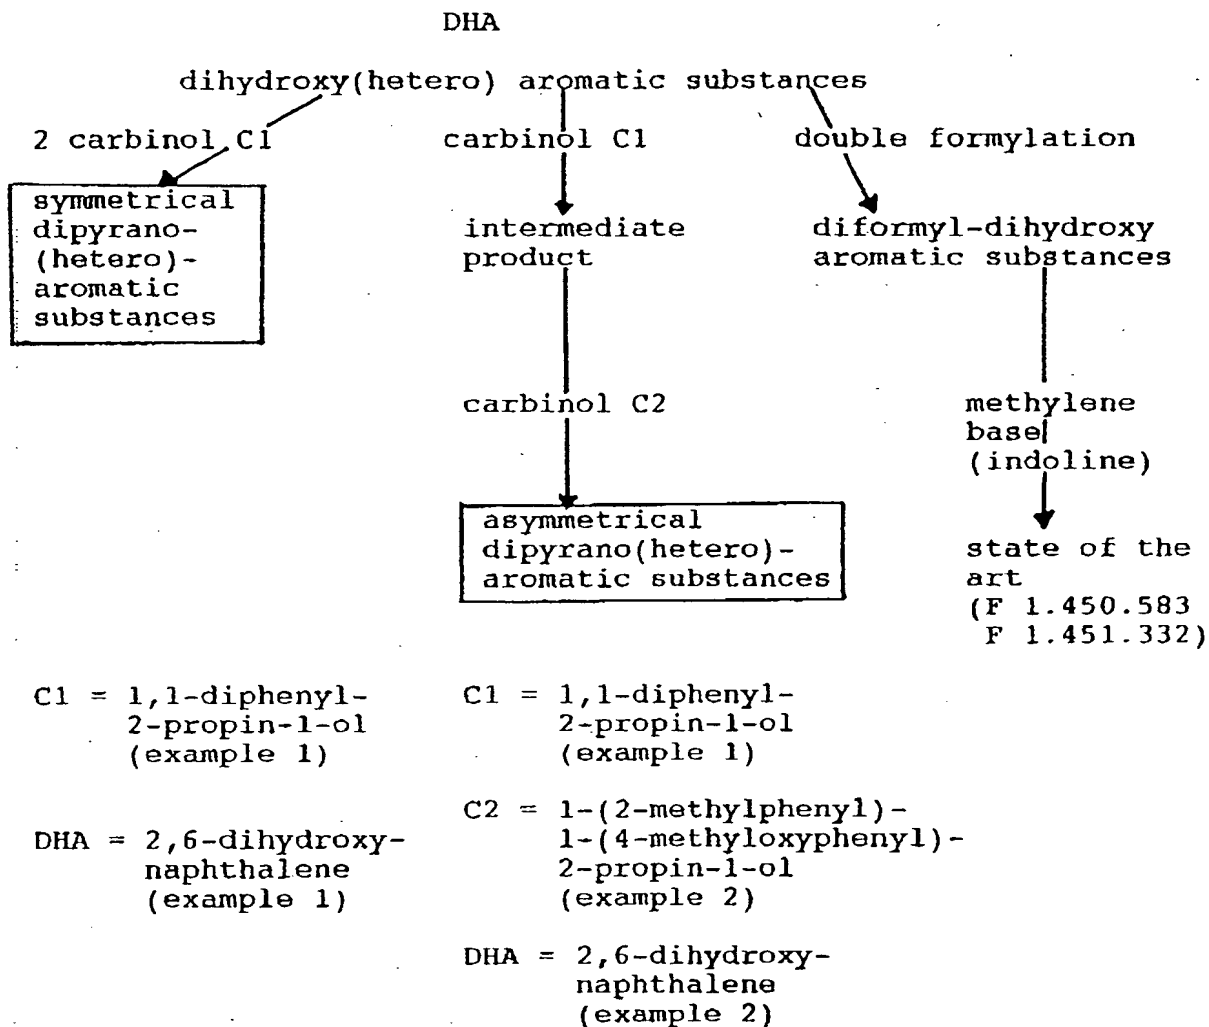 DHA
dihydroxy(hetero) aromatic substances
2 carbinol C1
carbinol C1
double formylation
symmetrical
dipyrano-
(hetero)-
aromatic
substances
intermediate
product
diformyl-dihydroxy
aromatic substances
carbinol C2
methylene
base
(indoline)
asymmetrical
dipyrano(hetero)-
aromatic substances
state of the
art
(F 1.450.583
F 1.451.332)
C1 = 1,1-diphenyl-
2-propin-1-ol
(example 1)
DHA = 2,6-dihydroxy-
naphthalene
(example 1)
C1 = 1,1-diphenyl-
2-propin-1-ol
(example 1)
C2 = 1-(2-methylphenyl)-
1-(4-methyloxyphenyl)-
2-propin-1-ol
(example 2)
DHA = 2,6-dihydroxy-
naphthalene
(example 2)